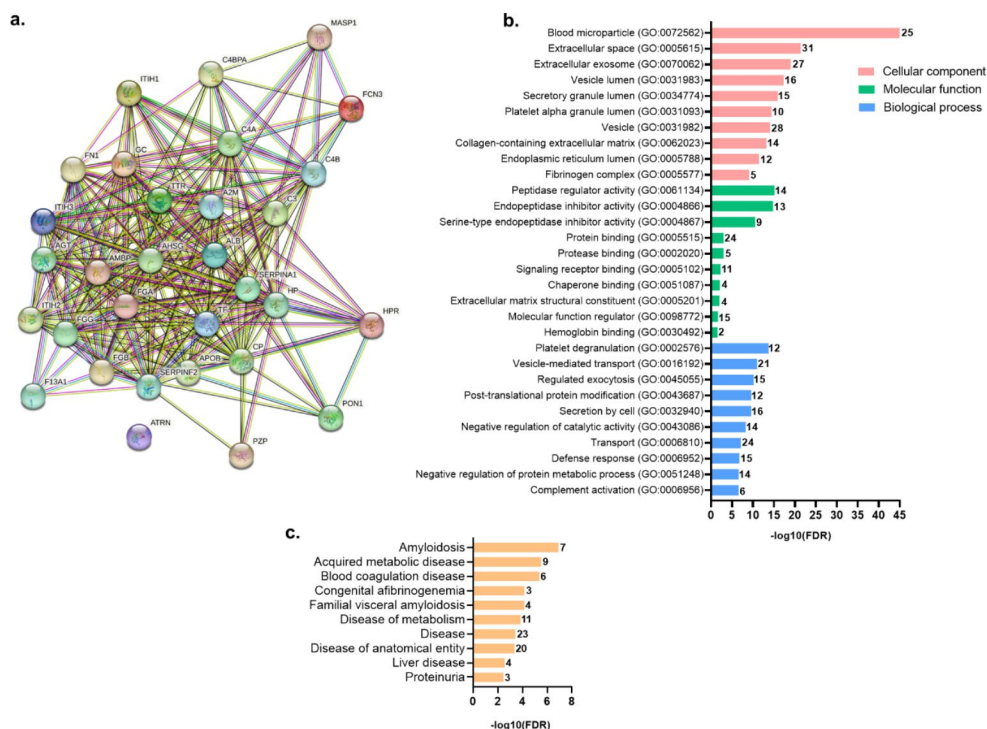 a.
MASP1
C4BPA
ITIH1
FCN3
C4A
FN1
GC
C4B
TTR
A2M
C3
ITIH3
AGT
AHSG
ALB
AMBP
SERPINA1
FGA
HP
ITIH2
TF
HPR
FGG
FGB
APOB
CP
SERPINF2
F13A1
PON1
ATRN
PZP
b.
Blood microparticle (GO:0072562) 25
Extracellular space (GO:0005615) 31
Extracellular exosome (GO:0070062) 27
Vesicle lumen (GO:0031983) 16
Secretory granule lumen (GO:0034774) 15
Platelet alpha granule lumen (GO:0031093) 10
Vesicle (GO:0031982) 28
Collagen-containing extracellular matrix (GO:0062023) 14
Endoplasmic reticulum lumen (GO:0005788) 12
Fibrinogen complex (GO:0005577) 5
Peptidase regulator activity (GO:0061134) 14
Endopeptidase inhibitor activity (GO:0004866) 13
Serine-type endopeptidase inhibitor activity (GO:0004867) 9
Protein binding (GO:0005515) 24
Protease binding (GO:0002020) 5
Signaling receptor binding (GO:0005102) 11
Chaperone binding (GO:0051087) 4
Extracellular matrix structural constituent (GO:0005201) 4
Molecular function regulator (GO:0098772) 15
Hemoglobin binding (GO:0030492) 2
Platelet degranulation (GO:0002576) 12
Vesicle-mediated transport (GO:0016192) 21
Regulated exocytosis (GO:0045055) 15
Post-translational protein modification (GO:0043687) 12
Secretion by cell (GO:0032940) 16
Negative regulation of catalytic activity (GO:0043086) 14
Transport (GO:0006810) 24
Defense response (GO:0006952) 15
Negative regulation of protein metabolic process (GO:0051248) 14
Complement activation (GO:0006956) 6
0 5 10 15 20 25 30 35 40 45
-log10(FDR)
Cellular component
Molecular function
Biological process
c.
Amyloidosis 7
Acquired metabolic disease 9
Blood coagulation disease 6
Congenital afibrinogenemia 3
Familial visceral amyloidosis 4
Disease of metabolism 11
Disease 23
Disease of anatomical entity 20
Liver disease 4
Proteinuria 3
0 2 4 6 8
-log10(FDR)